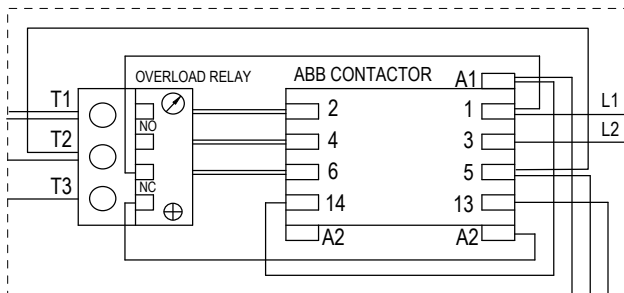 OVERLOAD RELAY
ABB CONTACTOR
A1
T1
2
1
L1
NO
T2
4
3
L2
6
5
T3
NC
14
13
A2
A2